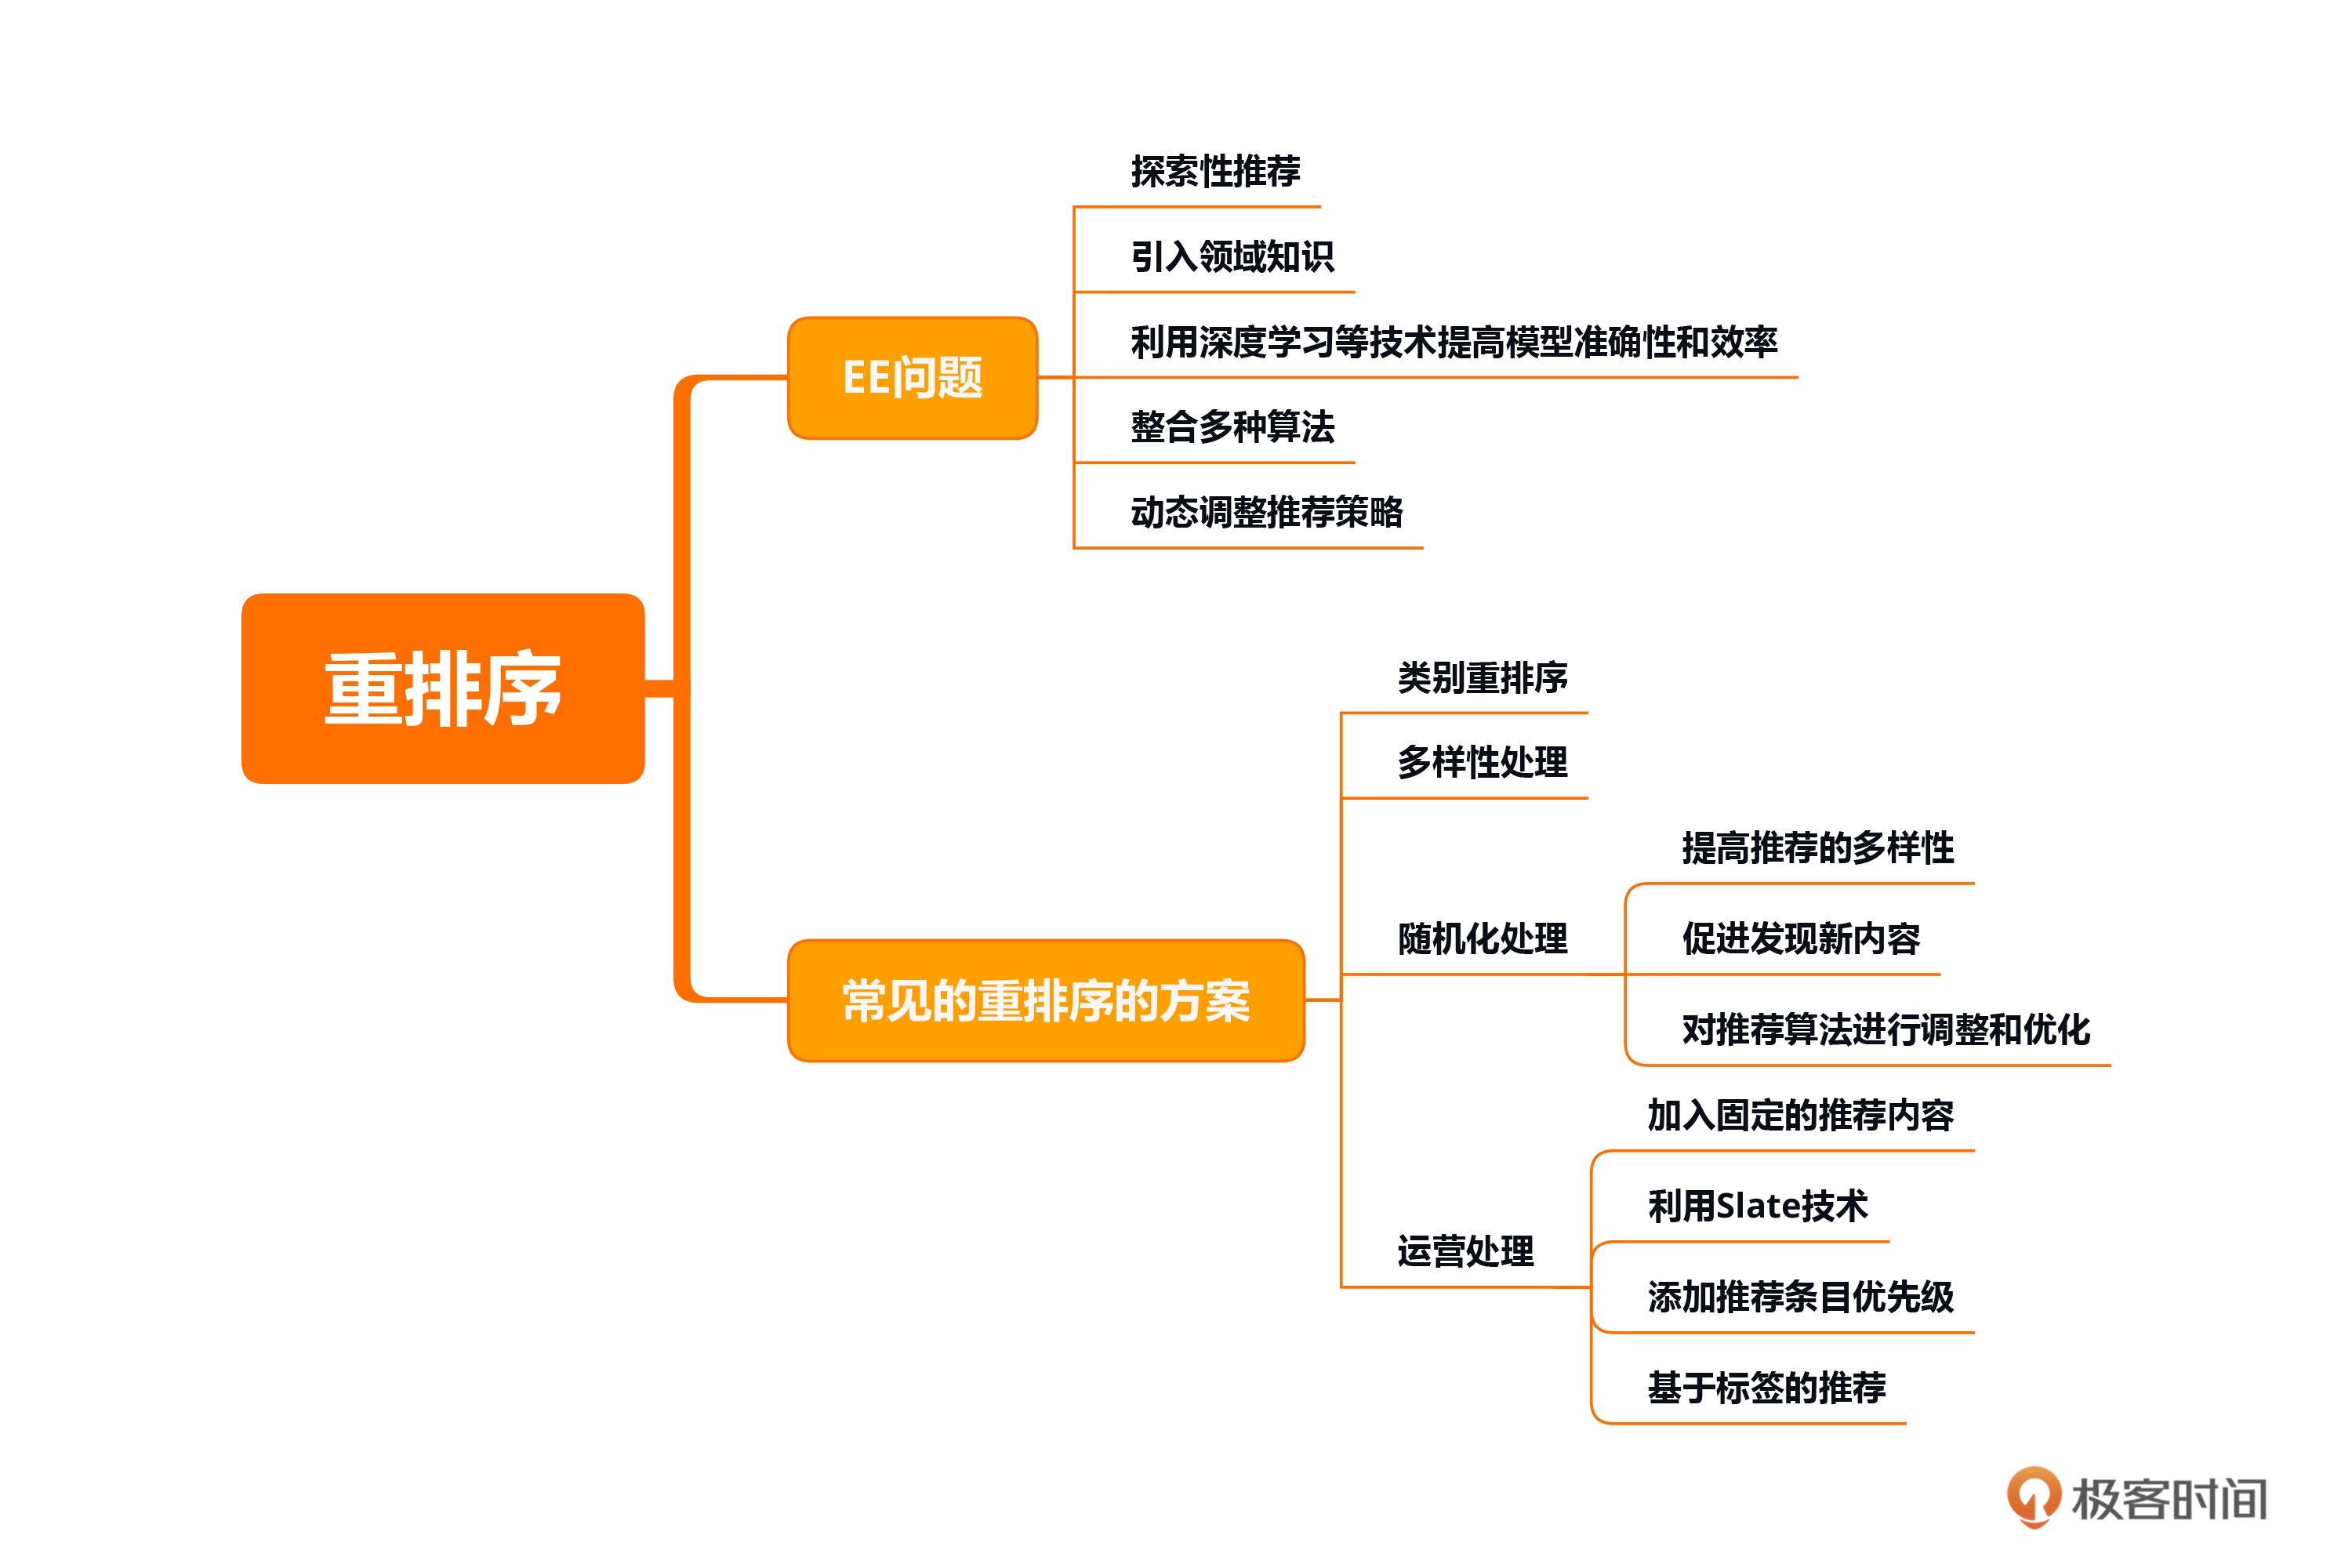 重排序
EE问题
探索性推荐
引入领域知识
利用深度学习等技术提高模型准确性和效率
整合多种算法
动态调整推荐策略
常见的重排序的方案
类别重排序
多样性处理
随机化处理
提高推荐的多样性
促进发现新内容
对推荐算法进行调整和优化
运营处理
加入固定的推荐内容
利用Slate技术
添加推荐条目优先级
基于标签的推荐
极客时间